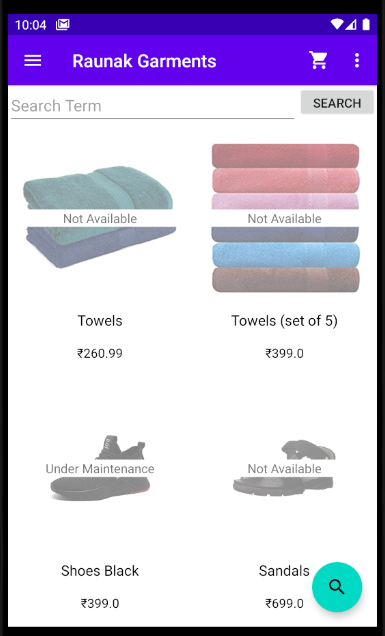 10:04
Raunak Garments
Search Term
SEARCH
Not Available
Not Available
Towels
Towels (set of 5)
₹260.99
₹399.0
Under Maintenance
Not Available
Shoes Black
Sandals
₹399.0
₹699.0